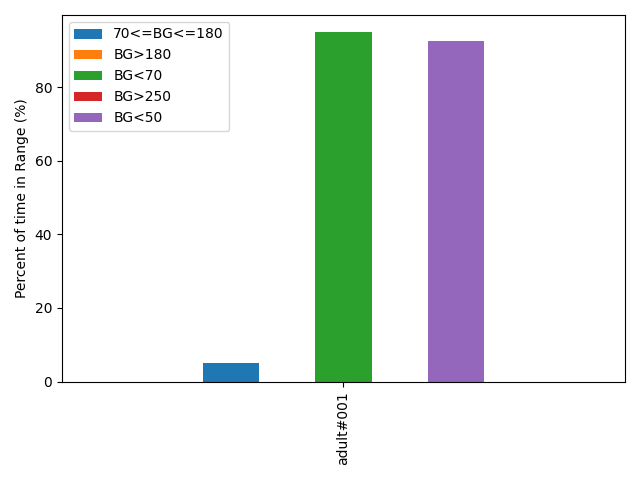 70<=BG<=180
BG>180
BG<70
BG>250
BG<50
Percent of time in Range (%)
80
60
40
20
0
adult#001